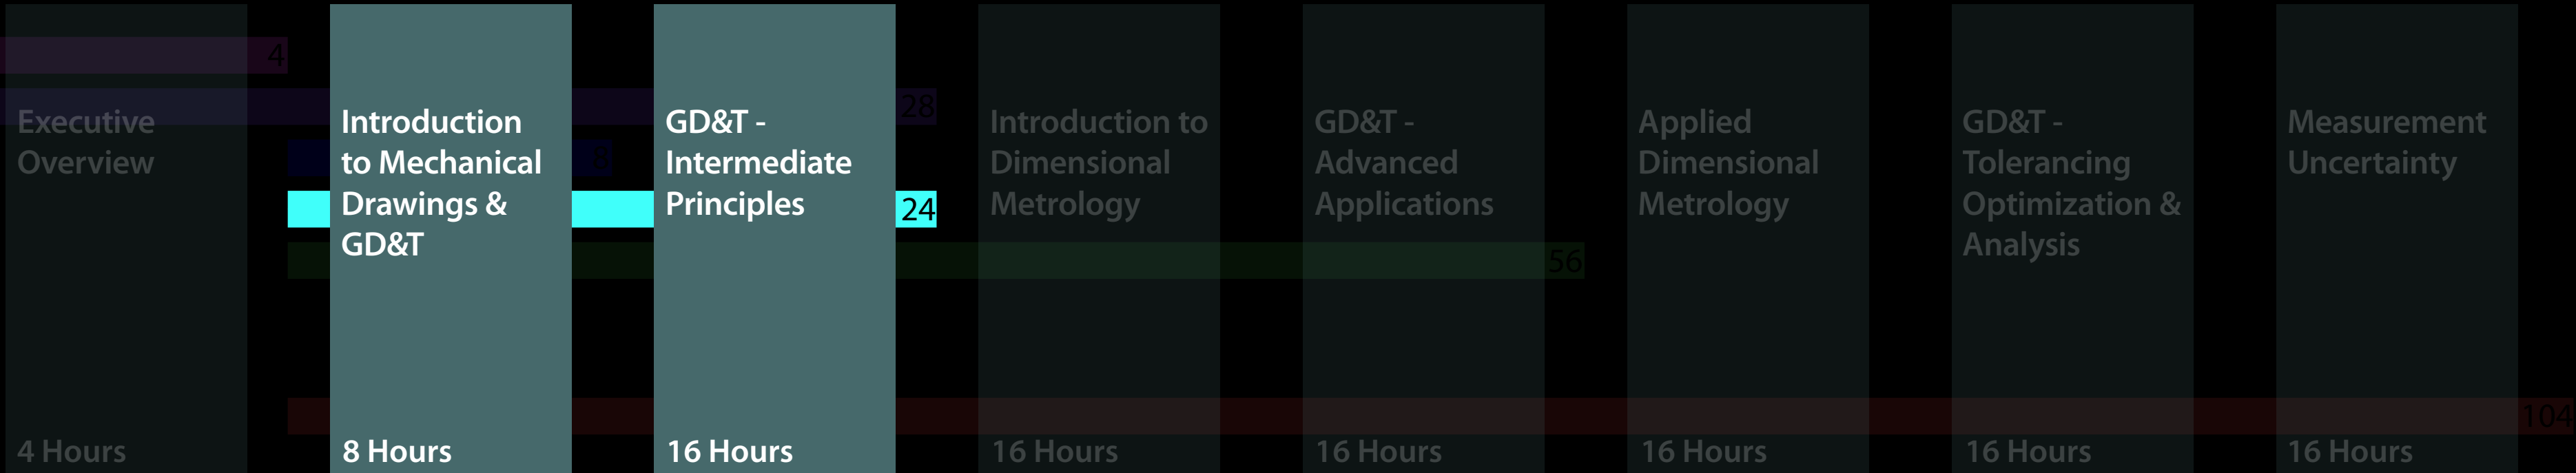 4
28
8
24
56
104
Executive
Overview
4 Hours
Introduction
to Mechanical
Drawings &
GD&T
8 Hours
GD&T -
Intermediate
Principles
16 Hours
Introduction to
Dimensional
Metrology
16 Hours
GD&T -
Advanced
Applications
16 Hours
Applied
Dimensional
Metrology
16 Hours
GD&T -
Tolerancing
Optimization &
Analysis
16 Hours
Measurement
Uncertainty
16 Hours